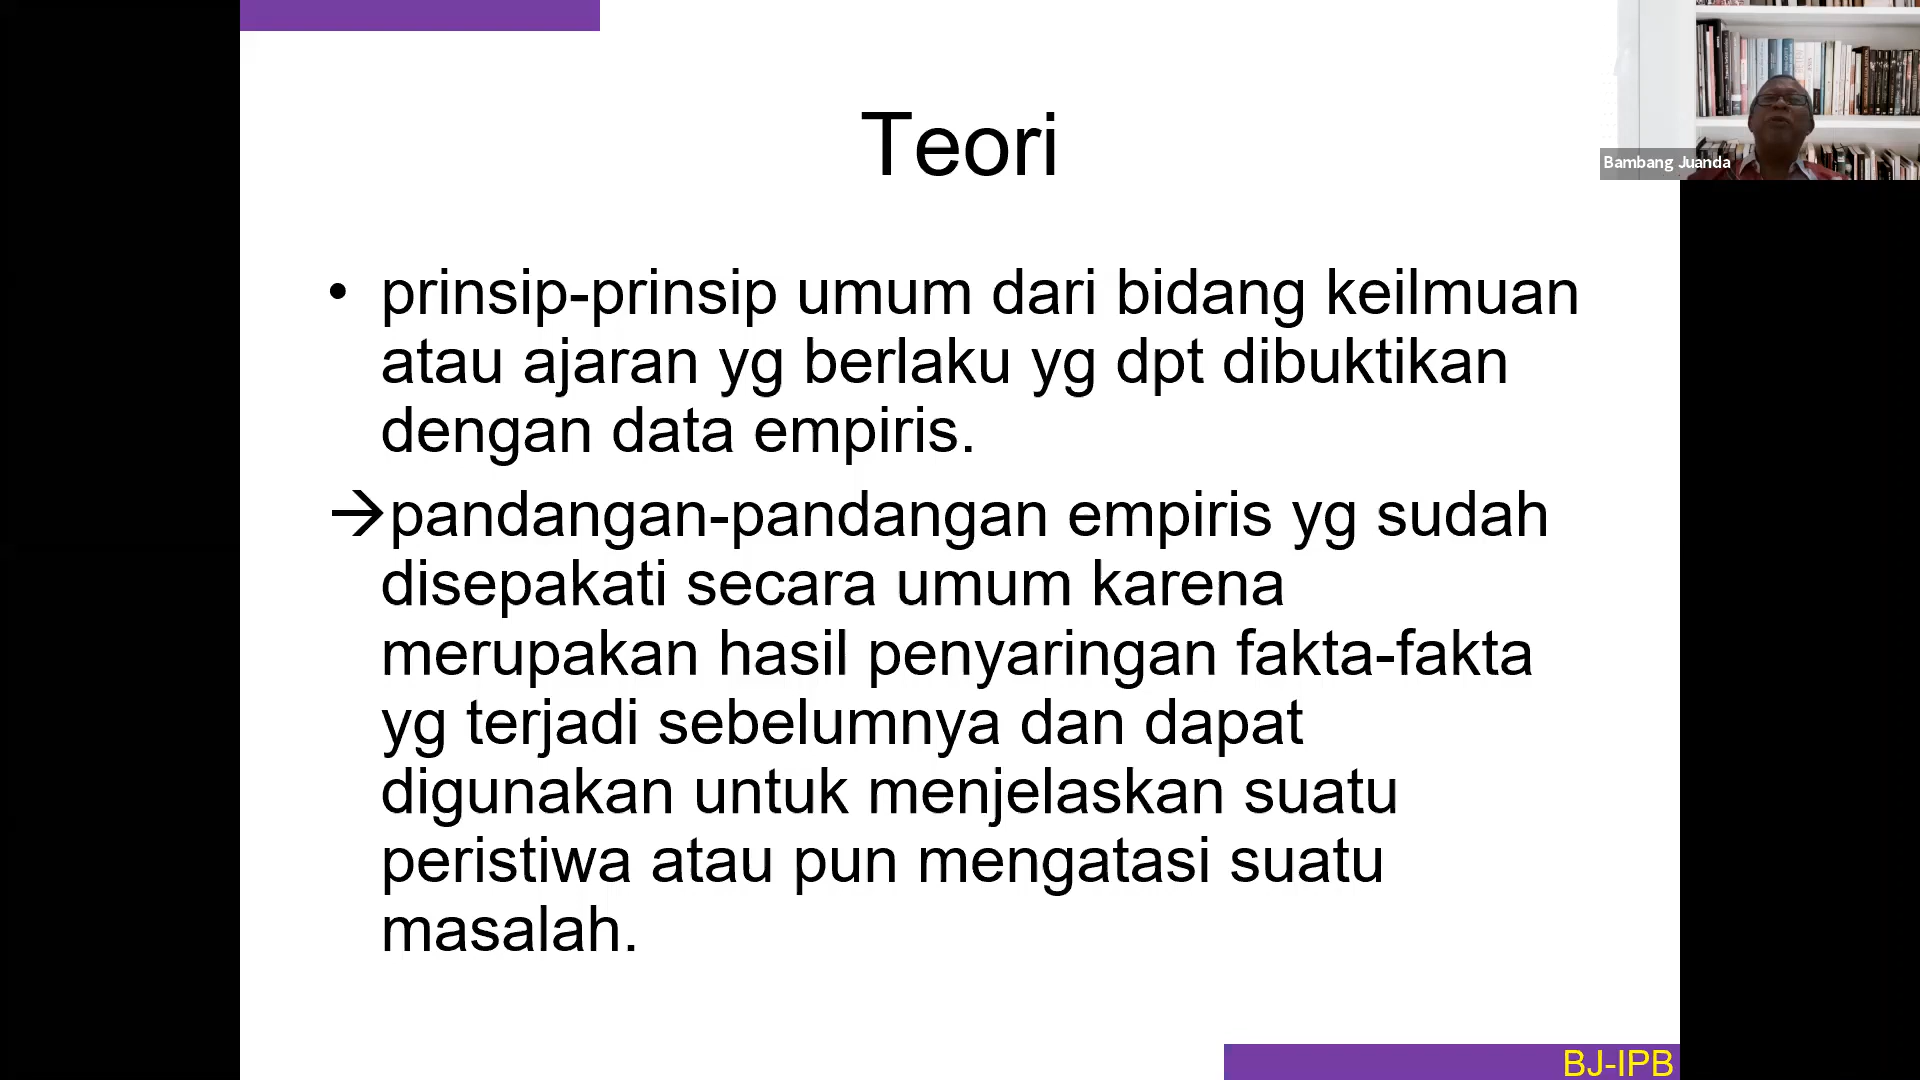 Teori
Bambang Juanda
• prinsip-prinsip umum dari bidang keilmuan
atau ajaran yg berlaku yg dpt dibuktikan
dengan data empiris.
→pandangan-pandangan empiris yg sudah
disepakati secara umum karena
merupakan hasil penyaringan fakta-fakta
yg terjadi sebelumnya dan dapat
digunakan untuk menjelaskan suatu
peristiwa atau pun mengatasi suatu
masalah.
BJ-IPB